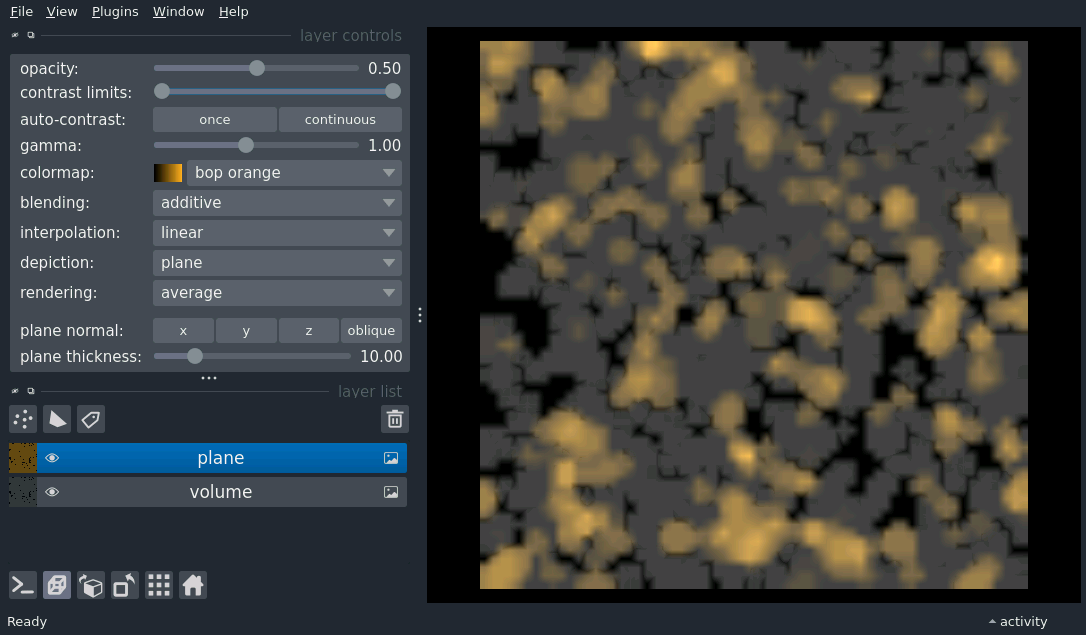 File View Plugins Window Help
layer controls
opacity: 0.50
contrast limits:
auto-contrast: once continuous
gamma: 1.00
colormap: bop orange
blending: additive
interpolation: linear
depiction: plane
rendering: average
plane normal: x y z oblique
plane thickness: 10.00
layer list
plane
volume
Ready activity